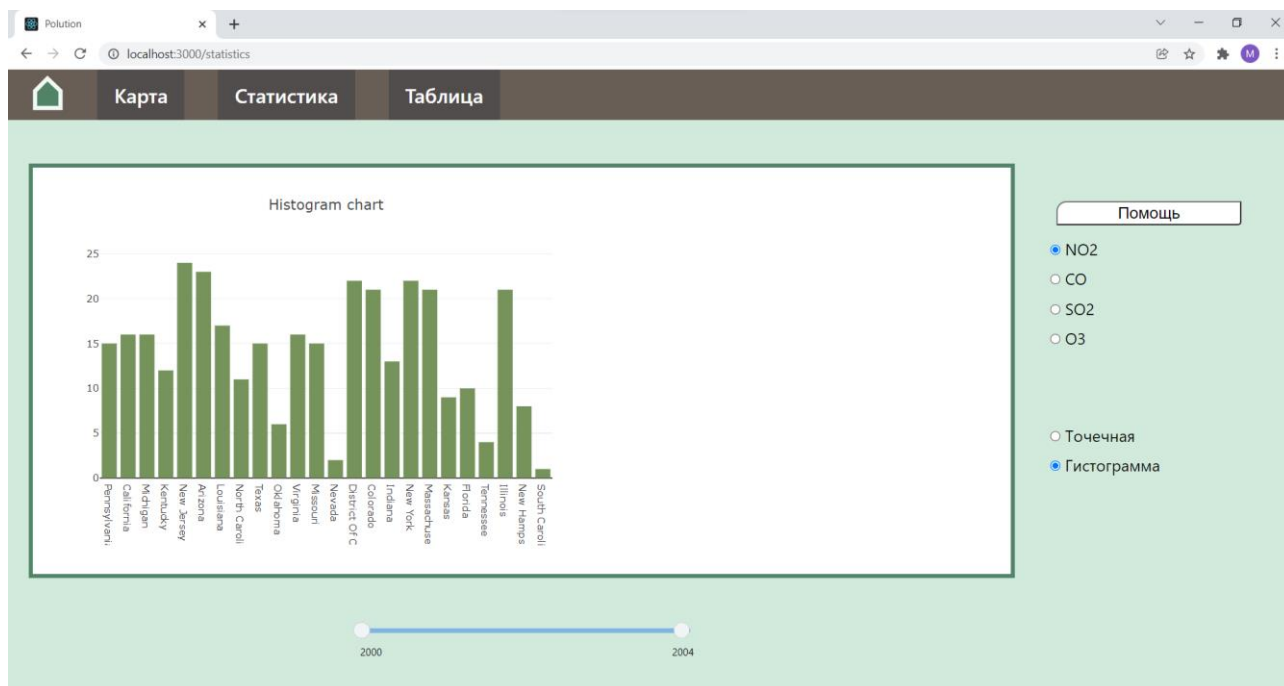 Polution
localhost:3000/statistics
M
Карта
Статистика
Таблица
Histogram chart
25
20
15
10
5
0
Pennsylvani
California
Michigan
Kentucky
New Jersey
Arizona
Louisiana
North Caroli
Texas
Oklahoma
Virginia
Missouri
Nevada
District Of C
Colorado
Indiana
New York
Massachuse
Kansas
Florida
Tennessee
Illinois
New Hamps
South Caroli
Помощь
NO2
CO
SO2
O3
Точечная
Гистограмма
2000
2004